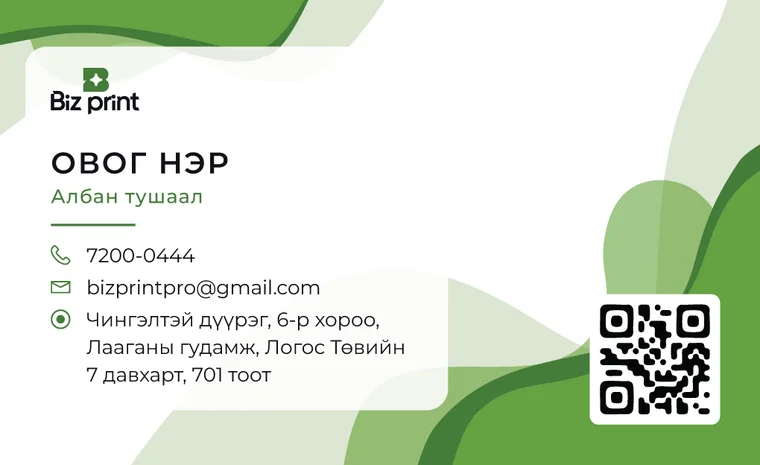 Biz print
ОВОГ НЭР
Албан тушаал
7200-0444
bizprintpro@gmail.com
Чингэлтэй дүүрэг, 6-р хороо,
Лааганы гудамж, Логос Төвийн
7 давхарт, 701 тоот